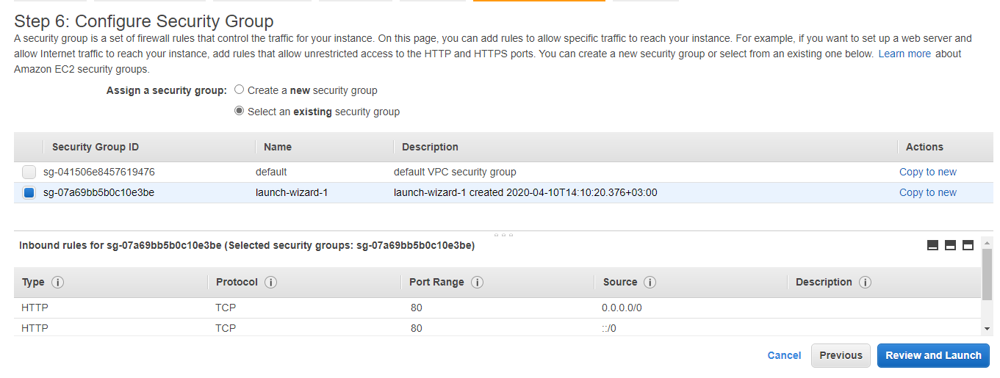 Step 6: Configure Security Group
A security group is a set of firewall rules that control the traffic for your instance. On this page, you can add rules to allow specific traffic to reach your instance. For example, if you want to set up a web server and
allow Internet traffic to reach your instance, add rules that allow unrestricted access to the HTTP and HTTPS ports. You can create a new security group or select from an existing one below. Learn more about
Amazon EC2 security groups.
Assign a security group: Create a new security group
Select an existing security group
Security Group ID Name Description Actions
sg-041506e8457619476 default default VPC security group Copy to new
sg-07a69bb5b0c10e3be launch-wizard-1 launch-wizard-1 created 2020-04-10T14:10:20.376+03:00 Copy to new
Inbound rules for sg-07a69bb5b0c10e3be (Selected security groups: sg-07a69bb5b0c10e3be)
Type i Protocol i Port Range i Source i Description i
HTTP TCP 80 0.0.0.0/0
HTTP TCP 80 ::/0
Cancel Previous Review and Launch